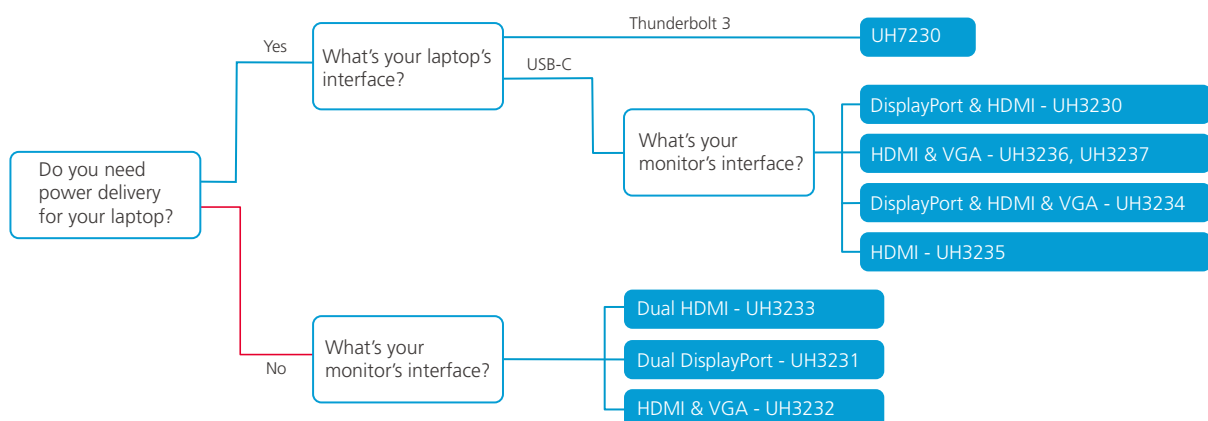 Do you need
power delivery
for your laptop?
Yes
What’s your laptop’s
interface?
Thunderbolt 3
UH7230
USB-C
What’s your
monitor’s interface?
DisplayPort & HDMI - UH3230
HDMI & VGA - UH3236, UH3237
DisplayPort & HDMI & VGA - UH3234
HDMI - UH3235
No
What’s your
monitor’s interface?
Dual HDMI - UH3233
Dual DisplayPort - UH3231
HDMI & VGA - UH3232